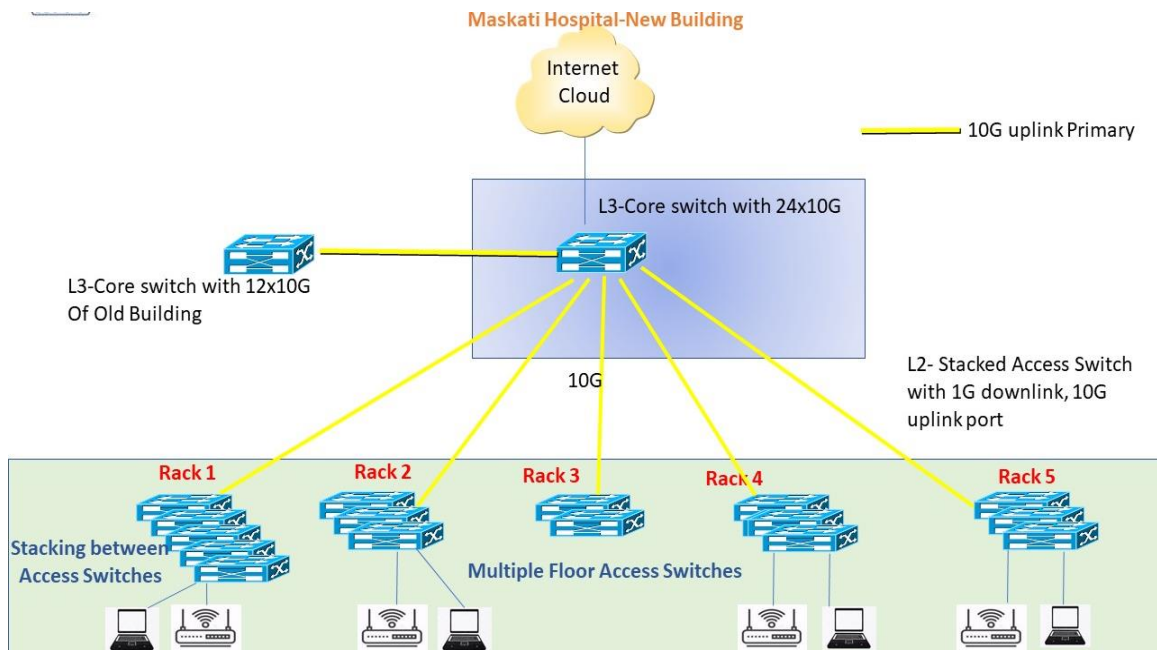 Maskati Hospital-New Building
Internet
Cloud
10G uplink Primary
L3-Core switch with 24x10G
L3-Core switch with 12x10G
Of Old Building
10G
L2- Stacked Access Switch
with 1G downlink, 10G
uplink port
Rack 1
Rack 2
Rack 3
Rack 4
Rack 5
Stacking between
Access Switches
Multiple Floor Access Switches